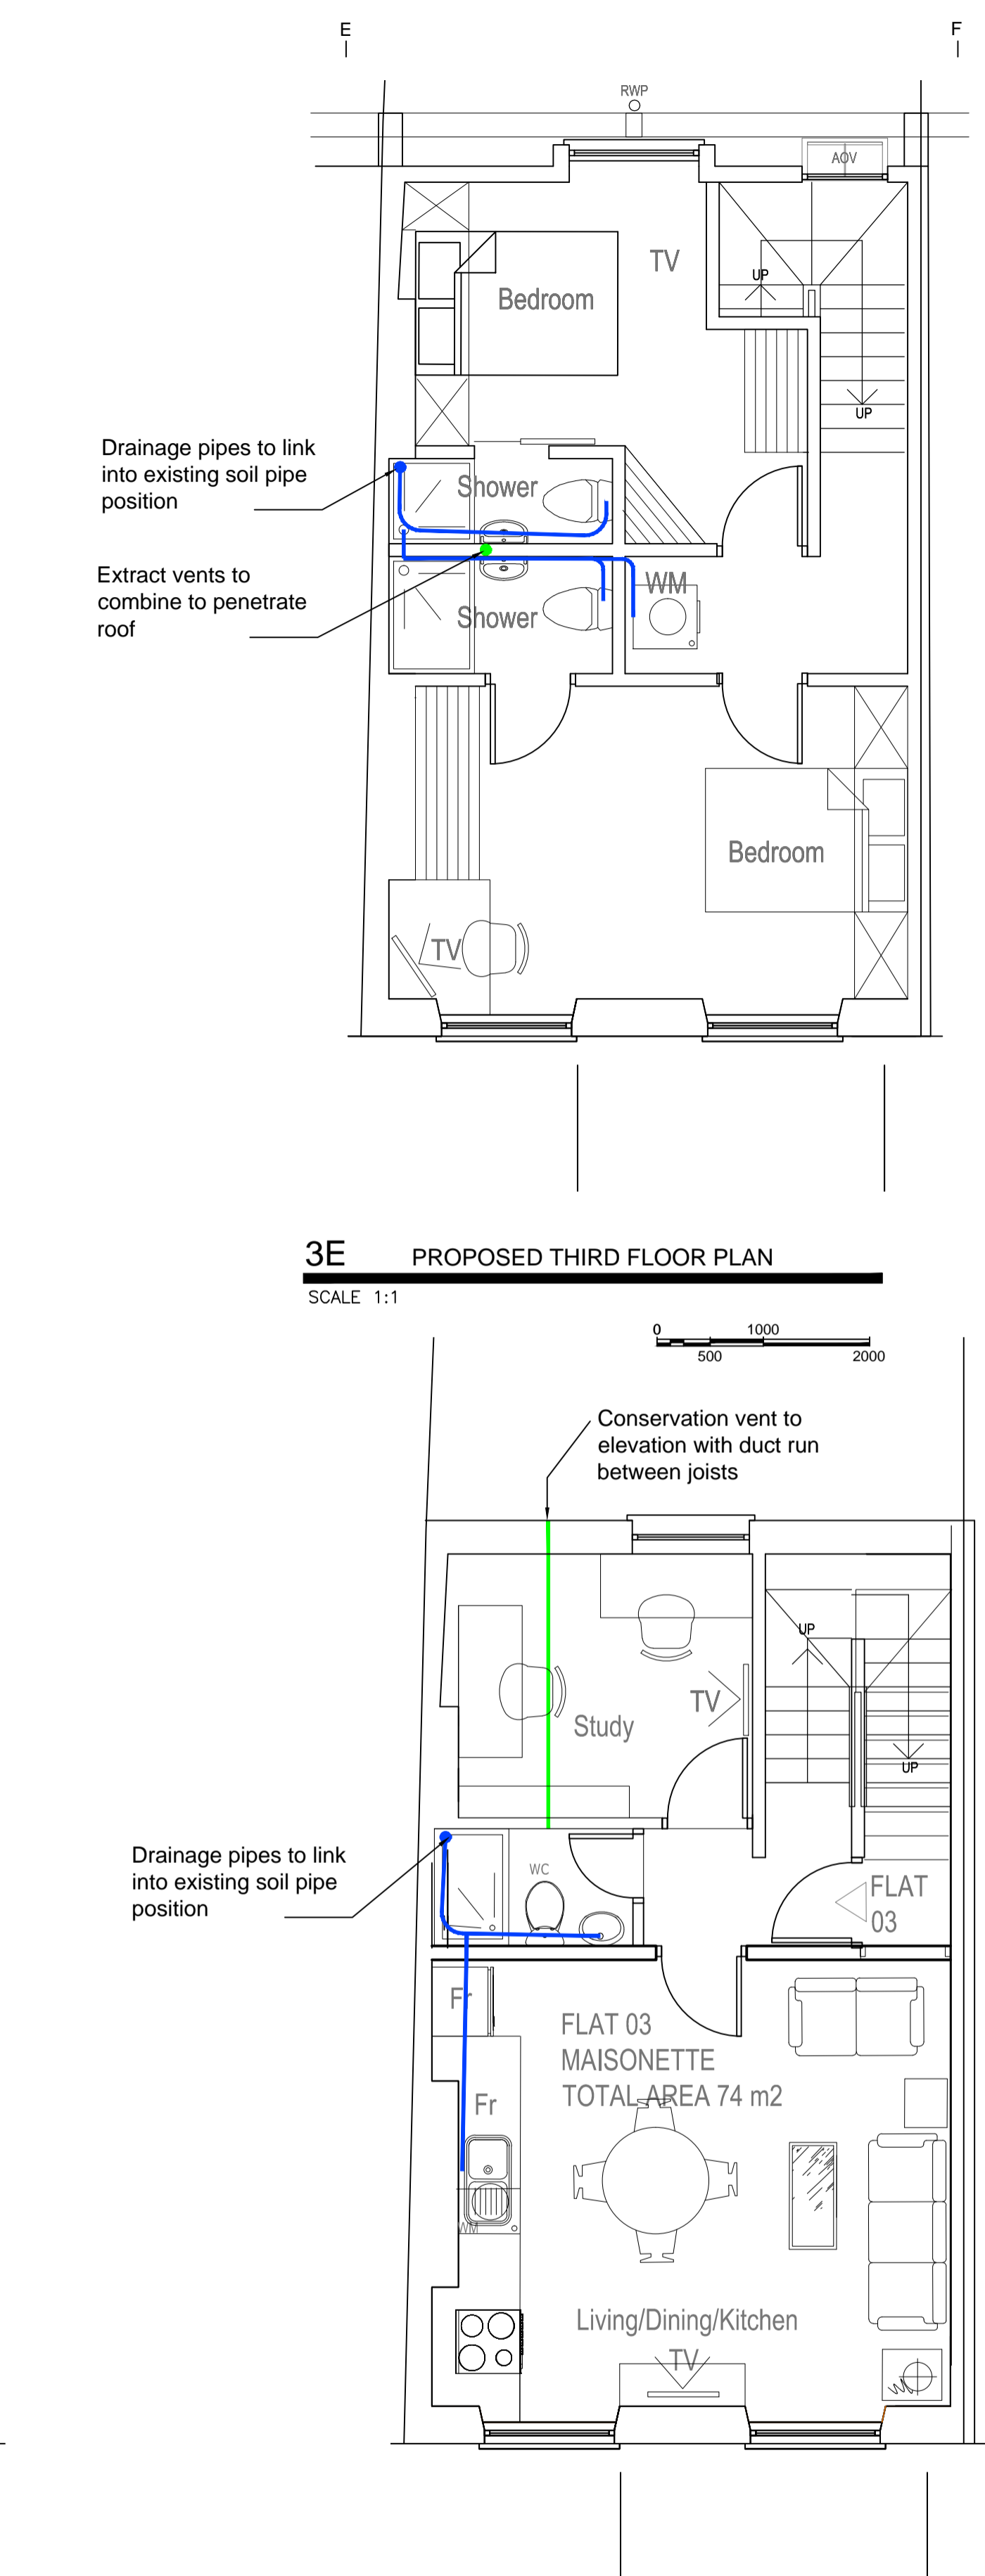 E
F
RWP
AOV
TV
UP
Bedroom
UP
Drainage pipes to link
into existing soil pipe
position
Shower
Extract vents to
combine to penetrate
roof
WM
Shower
Bedroom
TV
3E
PROPOSED THIRD FLOOR PLAN
SCALE 1:1
0
1000
500
2000
Conservation vent to
elevation with duct run
between joists
UP
TV
Study
UP
Drainage pipes to link
into existing soil pipe
position
WC
FLAT
03
Fr
FLAT 03
MAISONETTE
TOTAL AREA 74 m2
Fr
WM
Living/Dining/Kitchen
TV